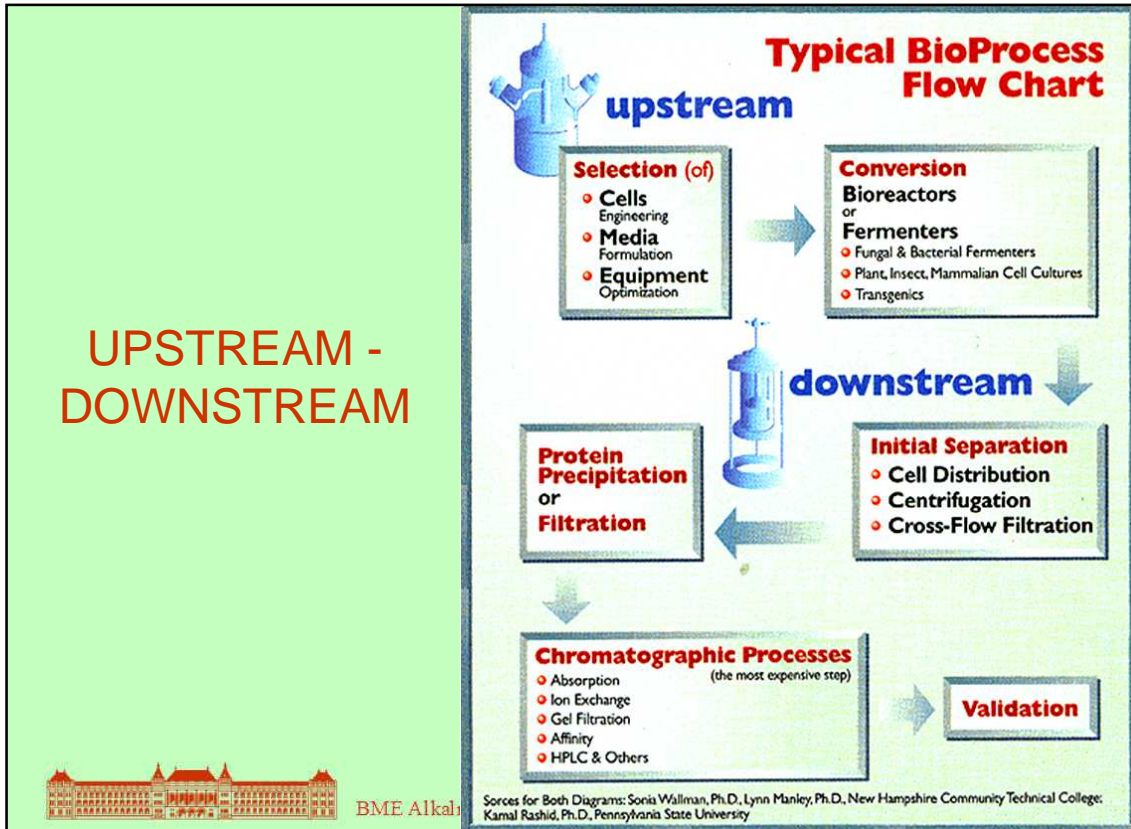 UPSTREAM -
DOWNSTREAM
BME
Typical BioProcess
Flow Chart
upstream
Selection (of)
Cells
Engineering
Media
Formulation
Equipment
Optimization
Conversion
Bioreactors
or
Fermenters
Fungal & Bacterial Fermenters
Plant, Insect, Mammalian Cell Cultures
Transgenics
downstream
Initial Separation
Cell Distribution
Centrifugation
Cross-Flow Filtration
Protein
Precipitation
or
Filtration
Chromatographic Processes
(the most expensive step)
Absorption
Ion Exchange
Gel Filtration
Affinity
HPLC & Others
Validation
Sorces for Both Diagrams: Sonia Wallman, Ph.D., Lynn Manley, Ph.D., New Hampshire Community Technical College:
Kamal Rashid, Ph.D., Pennsylvania State University